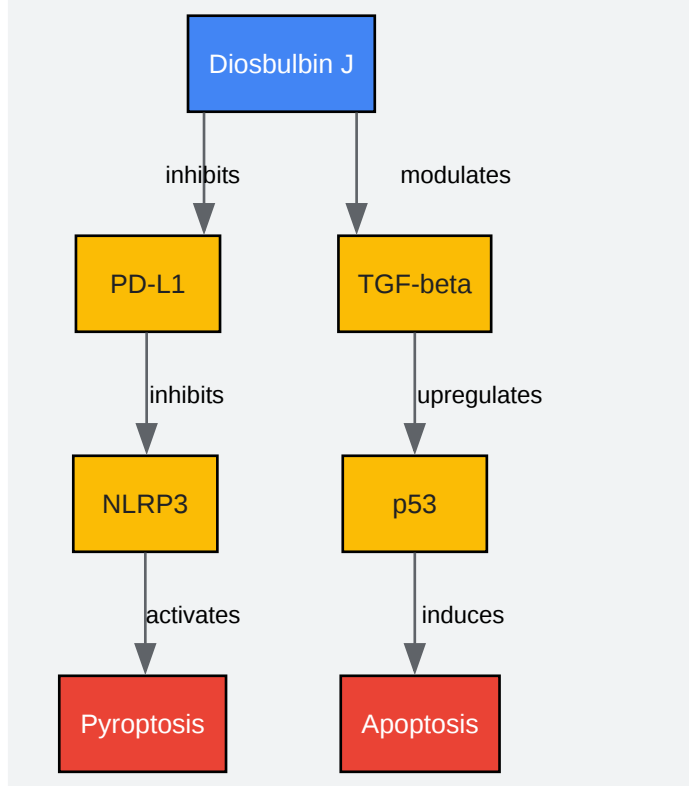 Diosbulbin J
inhibits
modulates
PD-L1
TGF-beta
inhibits
upregulates
NLRP3
p53
activates
induces
Pyroptosis
Apoptosis